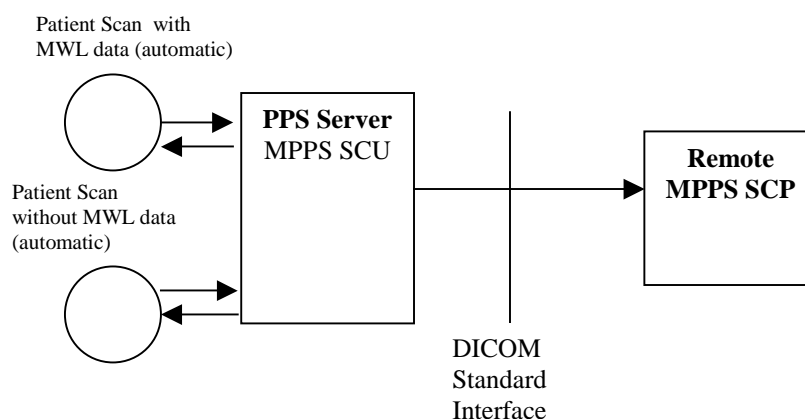 Patient Scan with
MWL data (automatic)
PPS Server
MPPS SCU
Remote
MPPS SCP
Patient Scan
without MWL data
(automatic)
DICOM
Standard
Interface